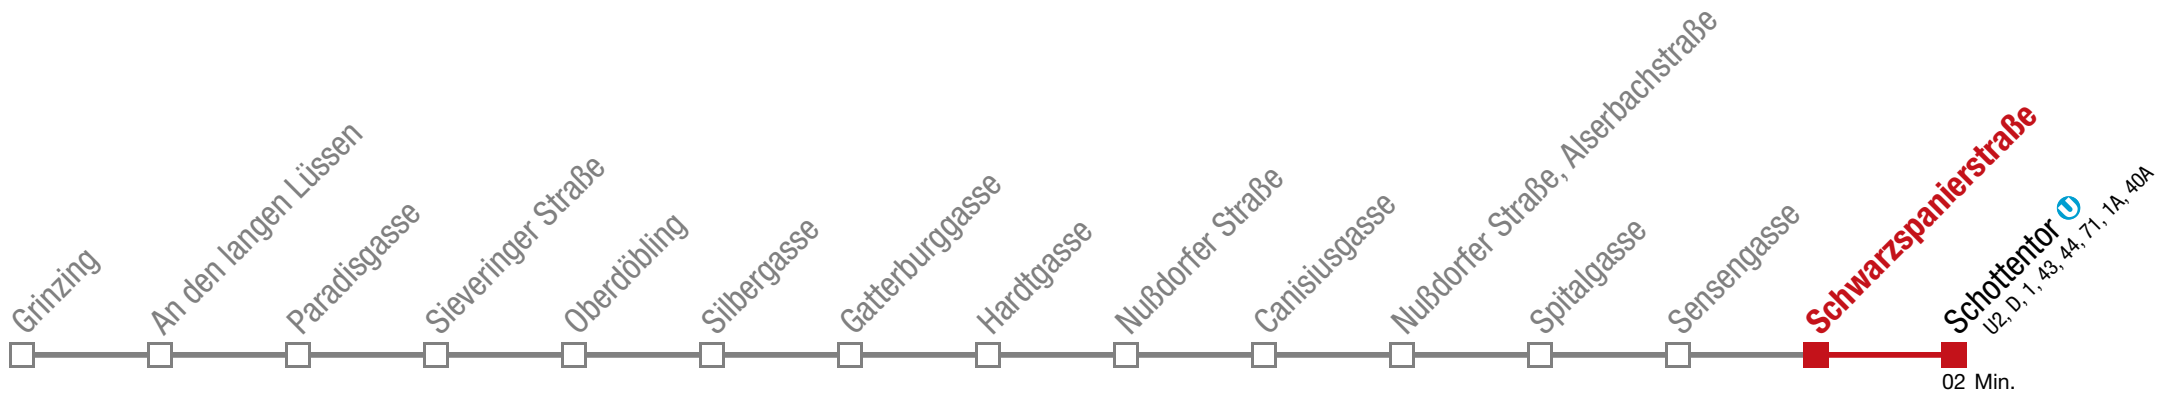 Grinzing
An den langen Lüssen
Paradisgasse
Sieveringer Straße
Oberdöbling
Silbergasse
Gatterburggasse
Hardtgasse
Nußdorfer Straße
Canisiusgasse
Nußdorfer Straße, Alserbachstraße
Spitalgasse
Sensengasse
Schwarzspanierstraße
Schottentor U
U2, D, 1, 43, 44, 71, 1A, 40A
02 Min.